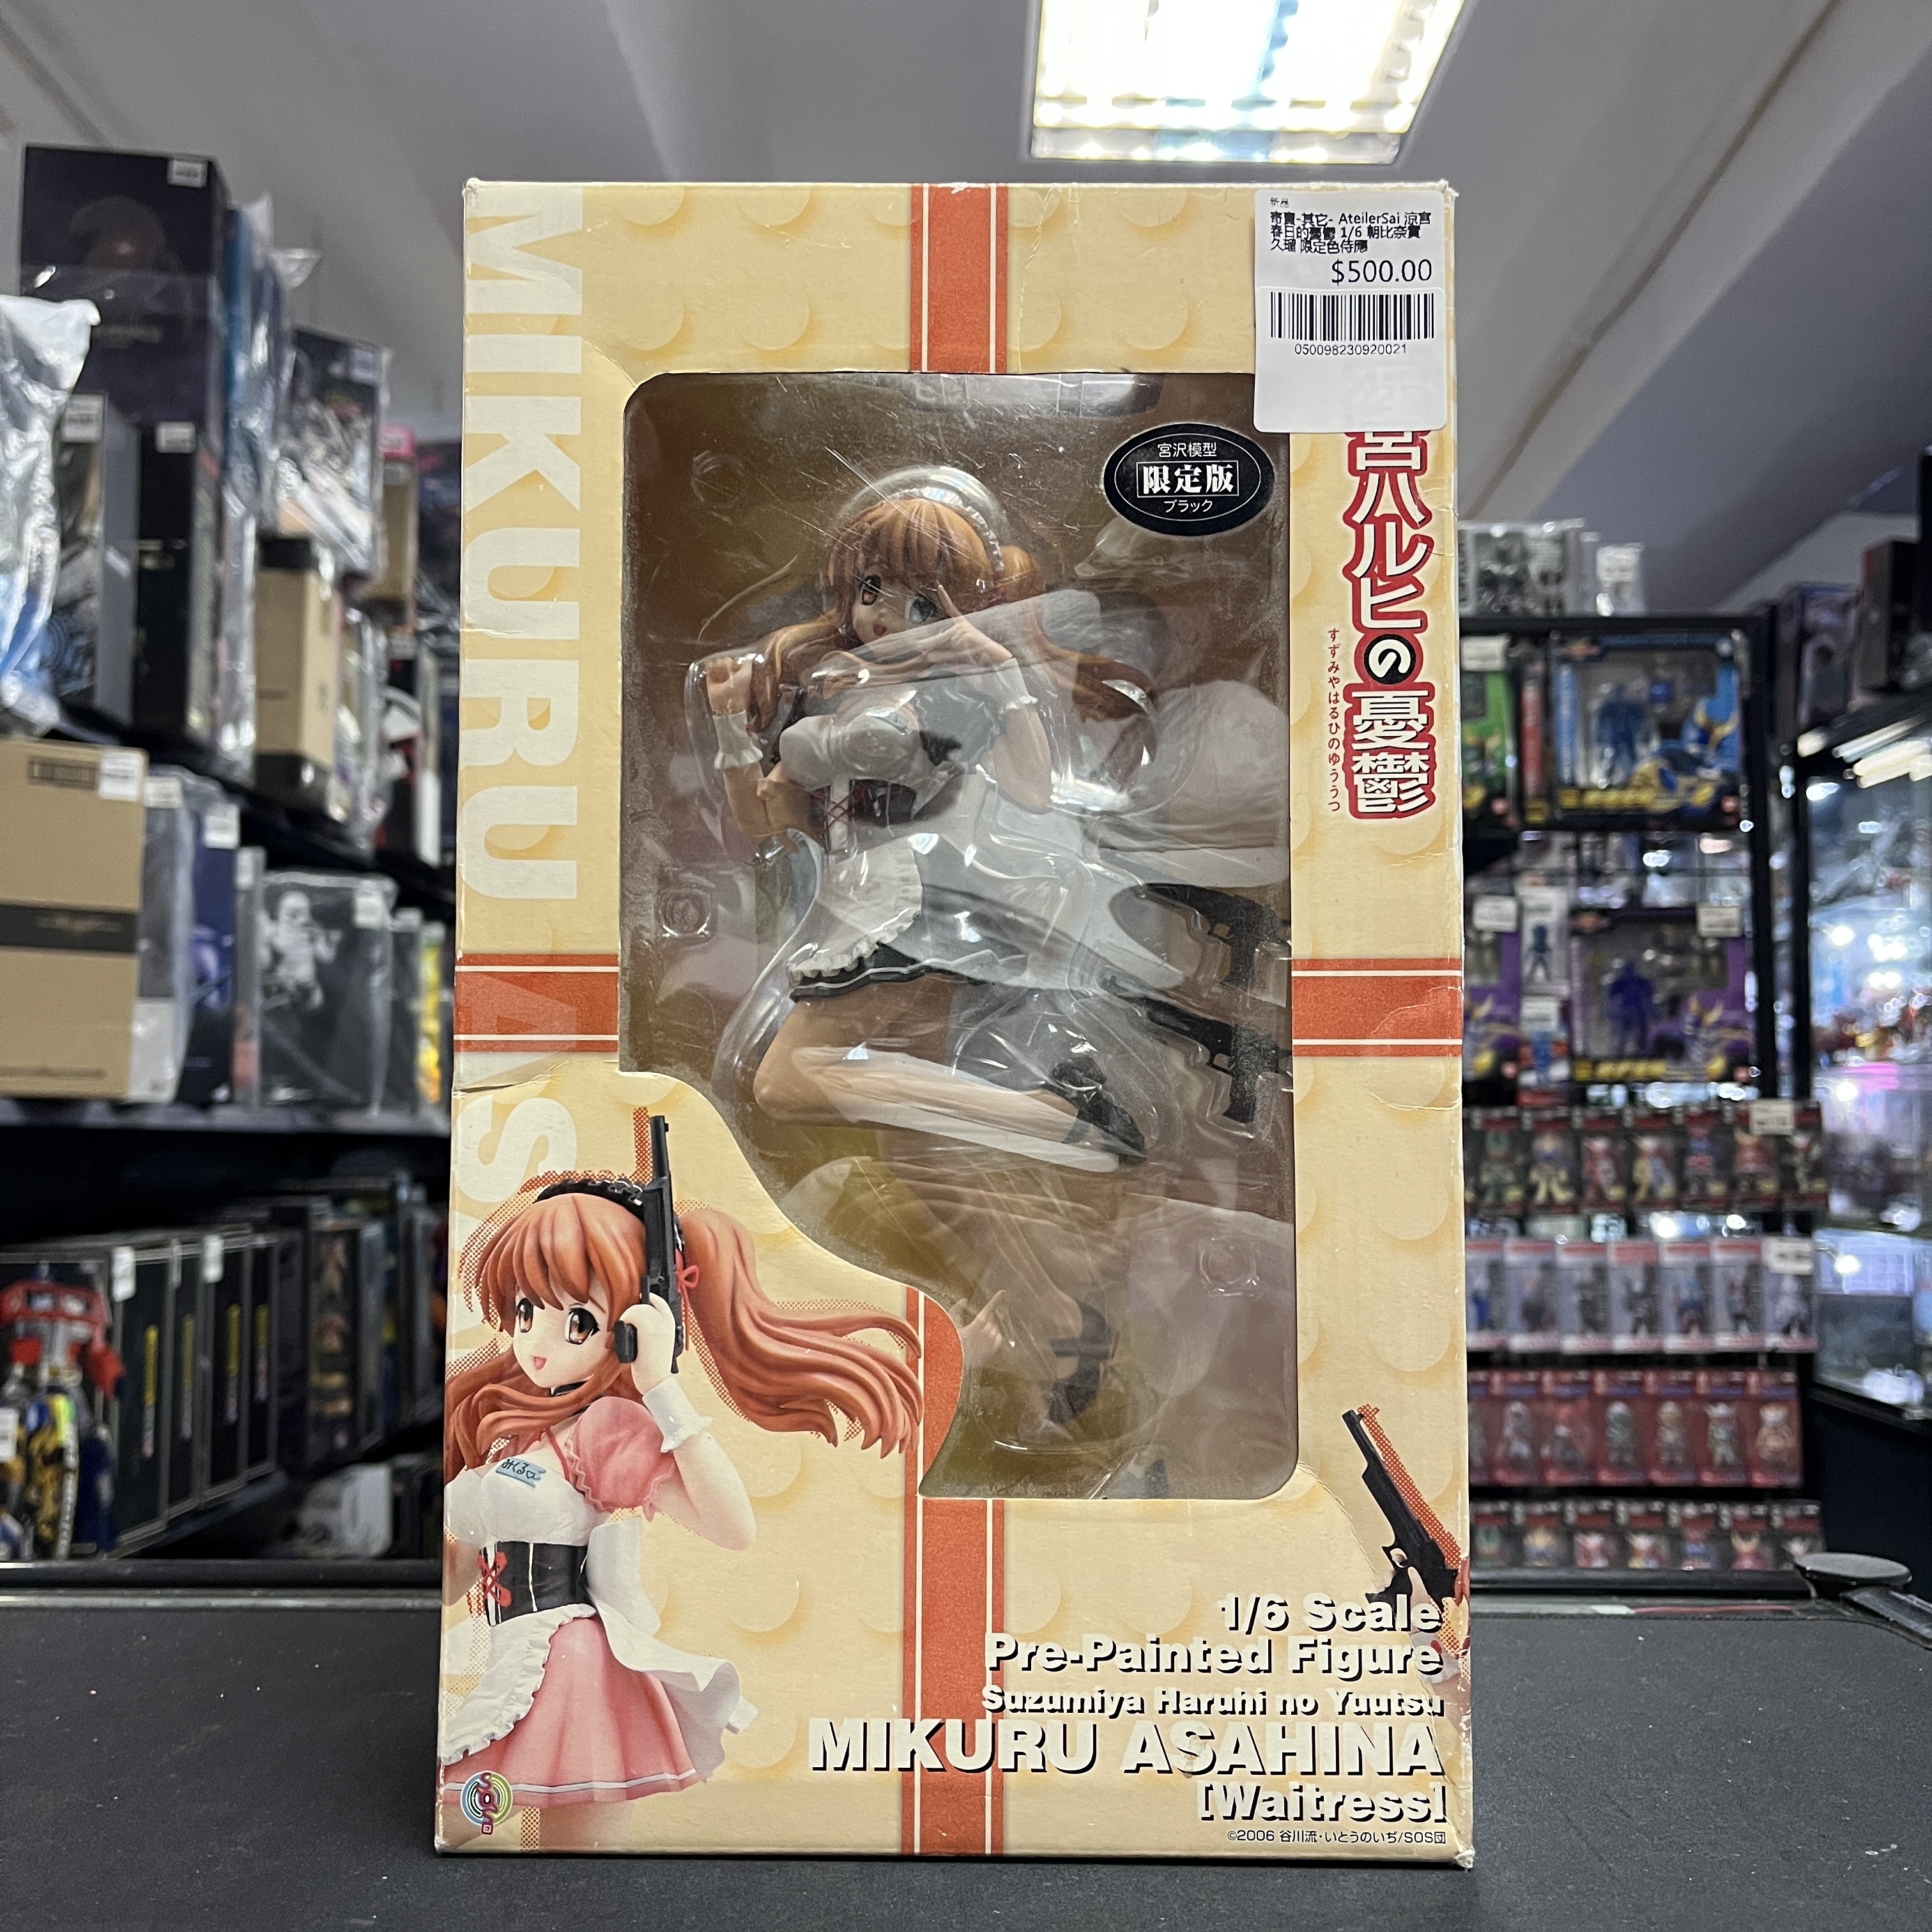 新品
寄賣-其它- AteilerSai 涼宮
春日的憂鬱 1/6 朝比奈實
久瑠 限定色侍應
$500.00
050098230920021
MIKURU AS
宮沢模型
限定版
ブラック
宮ハルヒの憂鬱
すずみやはるひのゆううつ
みくる
1/6 Scale
Pre-Painted Figure
Suzumiya Haruhi no Yuutsu
MIKURU ASAHINA
[Waitress]
©2006 谷川流・いとうのいぢ/SOS団